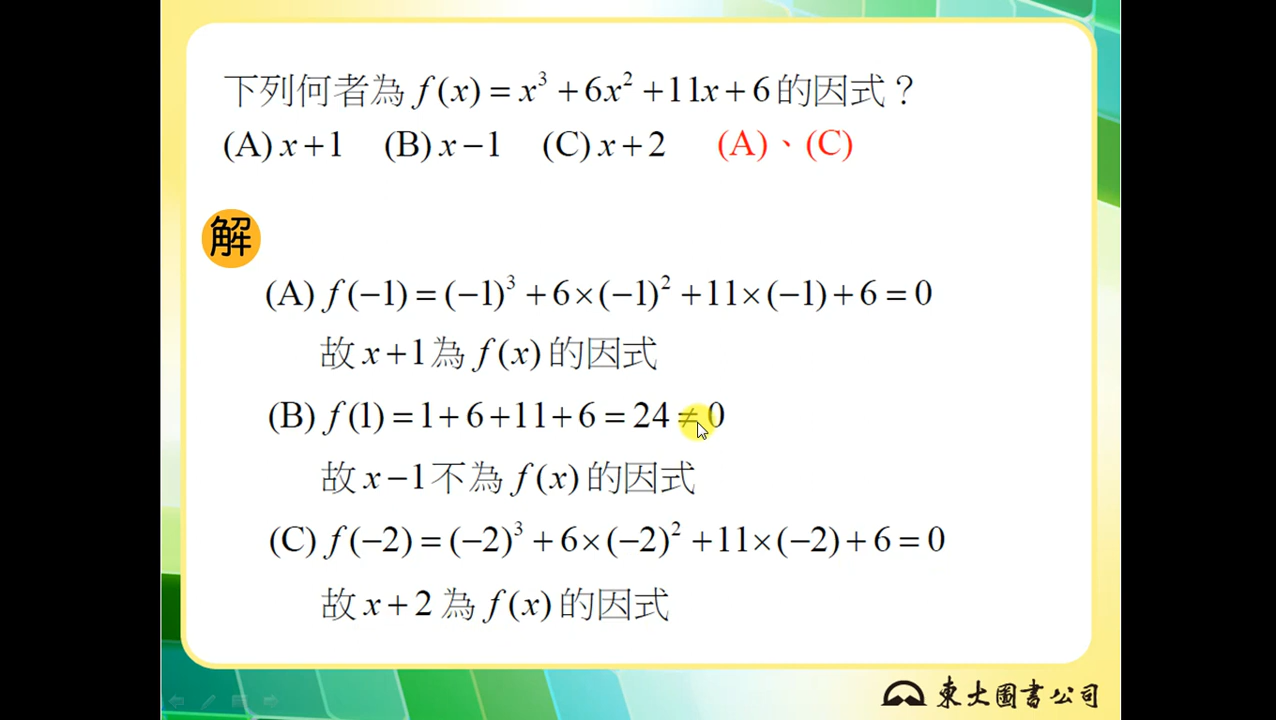 下列何者為 f(x) = x³ + 6x² + 11x + 6 的因式？
(A) x + 1 (B) x − 1 (C) x + 2 (A)、(C)
解
(A) f(−1) = (−1)³ + 6×(−1)² + 11×(−1) + 6 = 0
故 x + 1 為 f(x) 的因式
(B) f(1) = 1 + 6 + 11 + 6 = 24 ≠ 0
故 x − 1 不為 f(x) 的因式
(C) f(−2) = (−2)³ + 6×(−2)² + 11×(−2) + 6 = 0
故 x + 2 為 f(x) 的因式
東大圖書公司